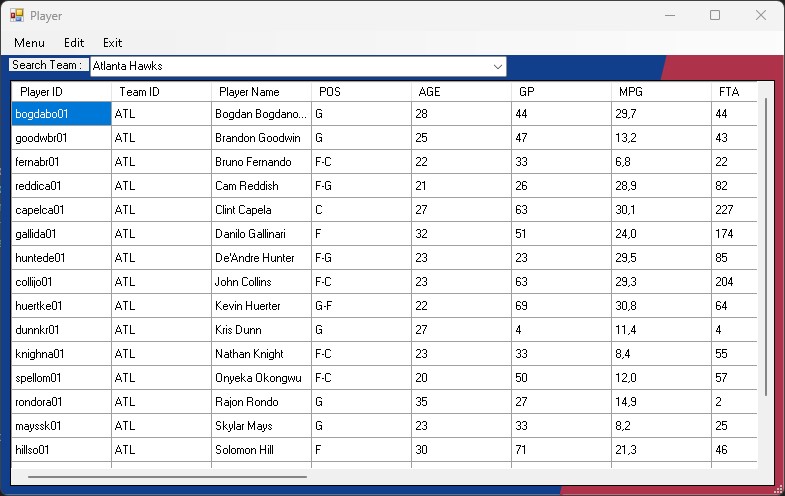 Player
Menu Edit Exit
Search Team : Atlanta Hawks
Player ID Team ID Player Name POS AGE GP MPG FTA
bogdabo01 ATL Bogdan Bogdano... G 28 44 29,7 44
goodwbr01 ATL Brandon Goodwin G 25 47 13,2 43
fernabr01 ATL Bruno Fernando F-C 22 33 6,8 22
reddica01 ATL Cam Reddish F-G 21 26 28,9 82
capelca01 ATL Clint Capela C 27 63 30,1 227
gallida01 ATL Danilo Gallinari F 32 51 24,0 174
huntede01 ATL De'Andre Hunter F-G 23 23 29,5 85
collijo01 ATL John Collins F-C 23 63 29,3 204
huertke01 ATL Kevin Huerter G-F 22 69 30,8 64
dunnkr01 ATL Kris Dunn G 27 4 11,4 4
knighna01 ATL Nathan Knight F-C 23 33 8,4 55
spellom01 ATL Onyeka Okongwu F-C 20 50 12,0 57
rondora01 ATL Rajon Rondo G 35 27 14,9 2
mayssk01 ATL Skylar Mays G 23 33 8,2 25
hillso01 ATL Solomon Hill F 30 71 21,3 46